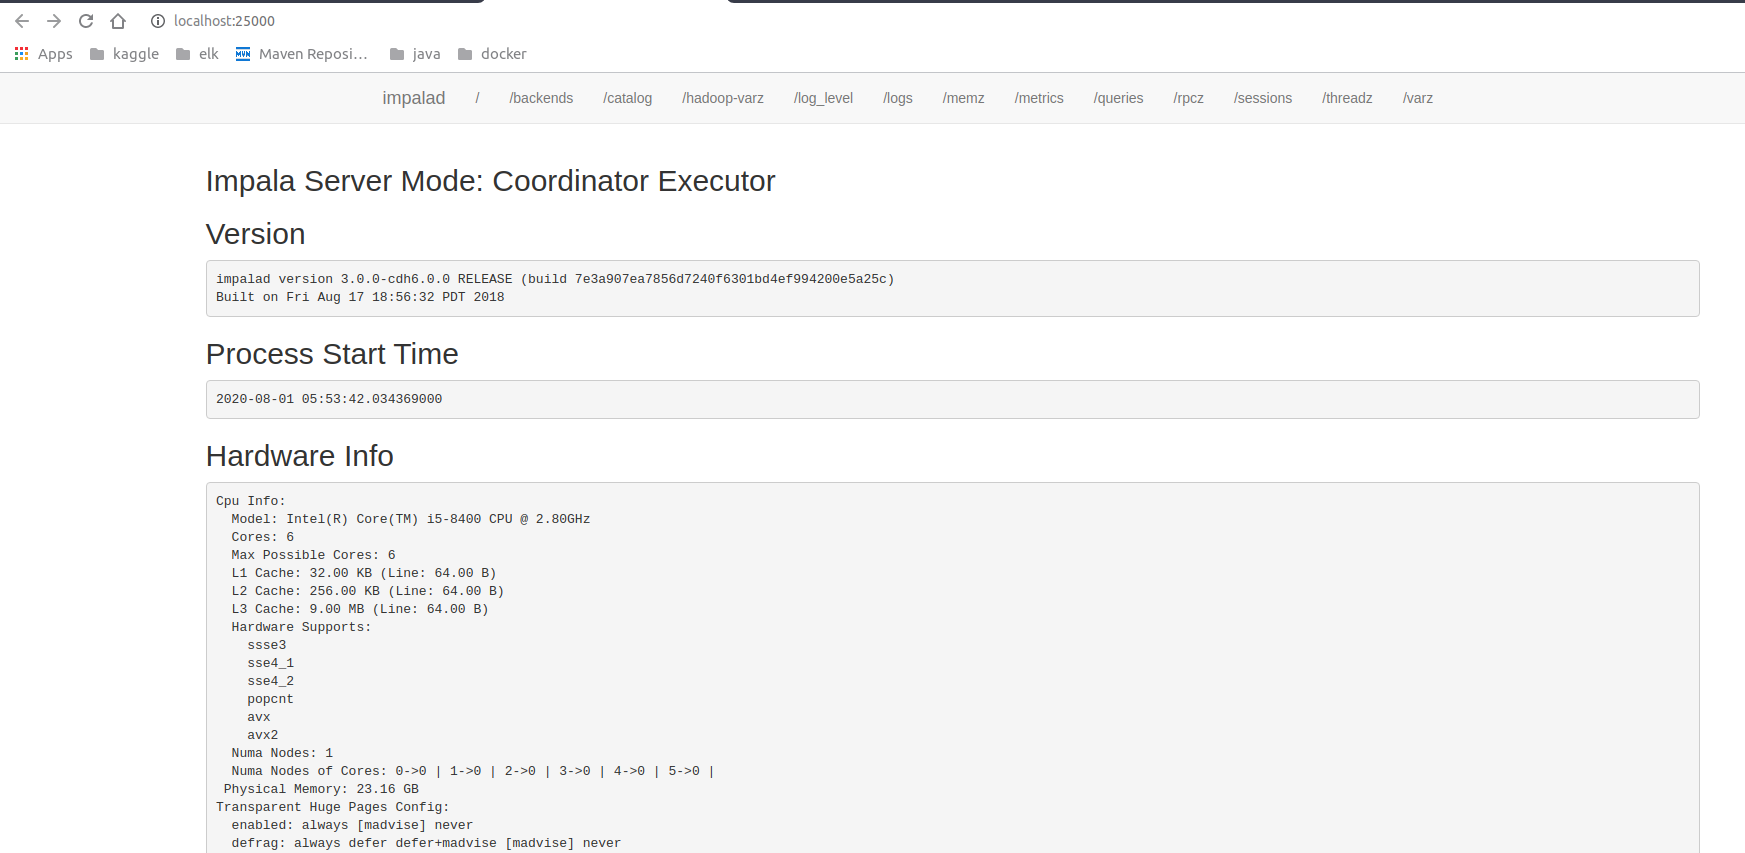 localhost:25000
Apps kaggle elk Maven Reposi... java docker
impalad / /backends /catalog /hadoop-varz /log_level /logs /memz /metrics /queries /rpcz /sessions /threadz /varz
Impala Server Mode: Coordinator Executor
Version
impalad version 3.0.0-cdh6.0.0 RELEASE (build 7e3a907ea7856d7240f6301bd4ef994200e5a25c)
Built on Fri Aug 17 18:56:32 PDT 2018
Process Start Time
2020-08-01 05:53:42.034369000
Hardware Info
Cpu Info:
Model: Intel(R) Core(TM) i5-8400 CPU @ 2.80GHz
Cores: 6
Max Possible Cores: 6
L1 Cache: 32.00 KB (Line: 64.00 B)
L2 Cache: 256.00 KB (Line: 64.00 B)
L3 Cache: 9.00 MB (Line: 64.00 B)
Hardware Supports:
ssse3
sse4_1
sse4_2
popcnt
avx
avx2
Numa Nodes: 1
Numa Nodes of Cores: 0->0 | 1->0 | 2->0 | 3->0 | 4->0 | 5->0 |
Physical Memory: 23.16 GB
Transparent Huge Pages Config:
enabled: always [madvise] never
defrag: always defer defer+madvise [madvise] never